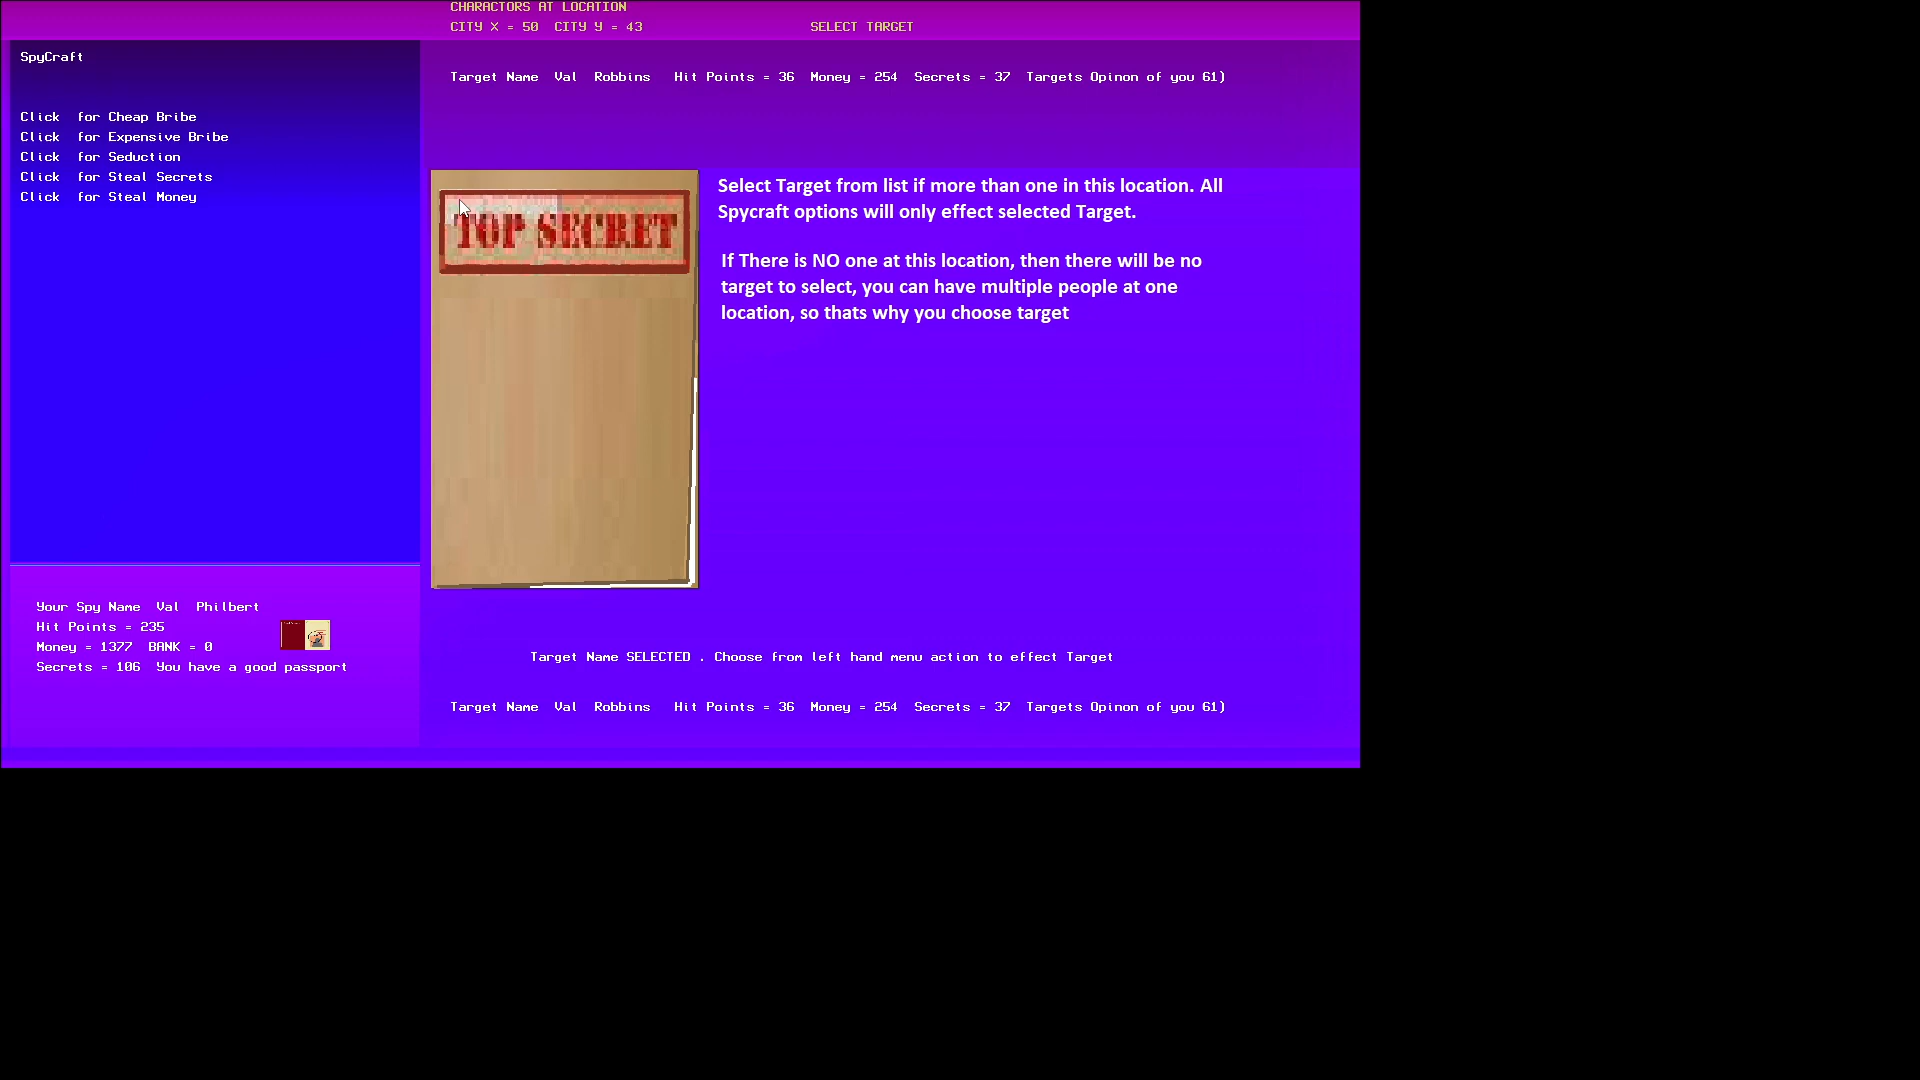 CHARACTORS AT LOCATION
CITY X = 50  CITY Y = 43
SELECT TARGET
SpyCraft
Target Name  Val  Robbins   Hit Points = 36  Money = 254  Secrets = 37  Targets Opinon of you 61)
Click  for Cheap Bribe
Click  for Expensive Bribe
Click  for Seduction
Click  for Steal Secrets
Click  for Steal Money
TOP SECRET
Select Target from list if more than one in this location. All
Spycraft options will only effect selected Target.
If There is NO one at this location, then there will be no
target to select, you can have multiple people at one
location, so thats why you choose target
Your Spy Name  Val  Philbert
Hit Points = 235
Money = 1377  BANK = 0
Secrets = 106  You have a good passport
Target Name SELECTED . Choose from left hand menu action to effect Target
Target Name  Val  Robbins   Hit Points = 36  Money = 254  Secrets = 37  Targets Opinon of you 61)